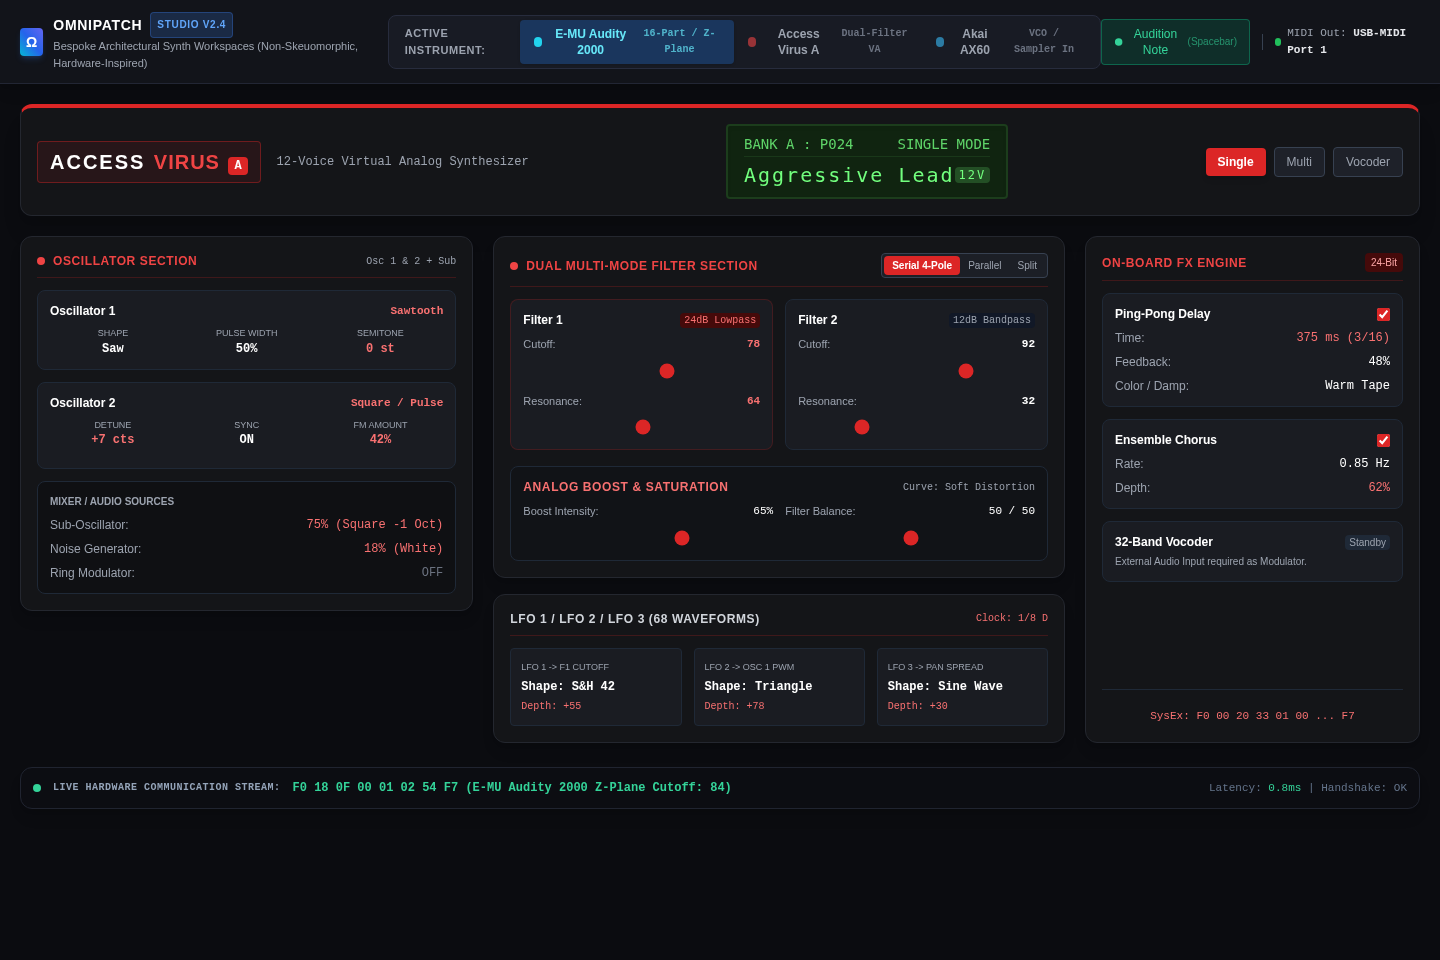 Ω
OMNIPATCH STUDIO V2.4
Bespoke Architectural Synth Workspaces (Non-Skeuomorphic,
Hardware-Inspired)
ACTIVE
INSTRUMENT:
E-MU Audity
2000
16-Part / Z-
Plane
Access
Virus A
Dual-Filter
VA
Akai
AX60
VCO /
Sampler In
Audition
Note
(Spacebar)
MIDI Out: USB-MIDI
Port 1
ACCESS VIRUS A
12-Voice Virtual Analog Synthesizer
BANK A : P024 SINGLE MODE
Aggressive Lead 12V
Single Multi Vocoder
OSCILLATOR SECTION Osc 1 & 2 + Sub
Oscillator 1 Sawtooth
SHAPE PULSE WIDTH SEMITONE
Saw 50% 0 st
Oscillator 2 Square / Pulse
DETUNE SYNC FM AMOUNT
+7 cts ON 42%
MIXER / AUDIO SOURCES
Sub-Oscillator: 75% (Square -1 Oct)
Noise Generator: 18% (White)
Ring Modulator: OFF
DUAL MULTI-MODE FILTER SECTION Serial 4-Pole Parallel Split
Filter 1 24dB Lowpass
Cutoff: 78
Resonance: 64
Filter 2 12dB Bandpass
Cutoff: 92
Resonance: 32
ANALOG BOOST & SATURATION Curve: Soft Distortion
Boost Intensity: 65% Filter Balance: 50 / 50
LFO 1 / LFO 2 / LFO 3 (68 WAVEFORMS) Clock: 1/8 D
LFO 1 -> F1 CUTOFF
Shape: S&H 42
Depth: +55
LFO 2 -> OSC 1 PWM
Shape: Triangle
Depth: +78
LFO 3 -> PAN SPREAD
Shape: Sine Wave
Depth: +30
ON-BOARD FX ENGINE 24-Bit
Ping-Pong Delay
Time: 375 ms (3/16)
Feedback: 48%
Color / Damp: Warm Tape
Ensemble Chorus
Rate: 0.85 Hz
Depth: 62%
32-Band Vocoder Standby
External Audio Input required as Modulator.
SysEx: F0 00 20 33 01 00 ... F7
LIVE HARDWARE COMMUNICATION STREAM: F0 18 0F 00 01 02 54 F7 (E-MU Audity 2000 Z-Plane Cutoff: 84) Latency: 0.8ms | Handshake: OK